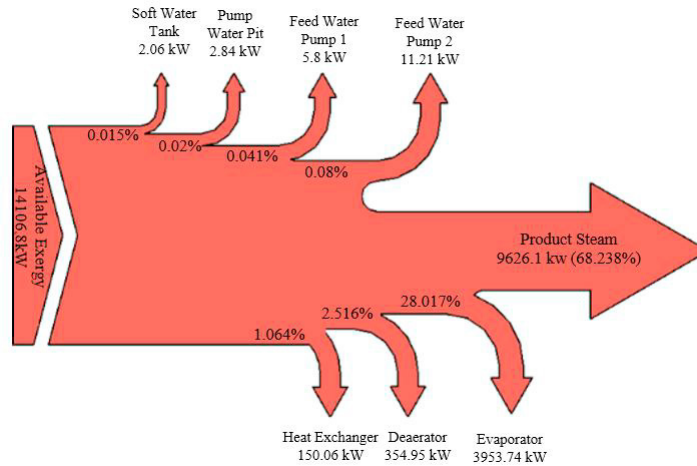 Soft Water
Tank
2.06 kW
Pump
Water Pit
2.84 kW
Feed Water
Pump 1
5.8 kW
Feed Water
Pump 2
11.21 kW
0.015%
0.02%
0.041%
0.08%
Available Exergy
14106.8kW
Product Steam
9626.1 kw (68.238%)
28.017%
2.516%
1.064%
Heat Exchanger
150.06 kW
Deaerator
354.95 kW
Evaporator
3953.74 kW